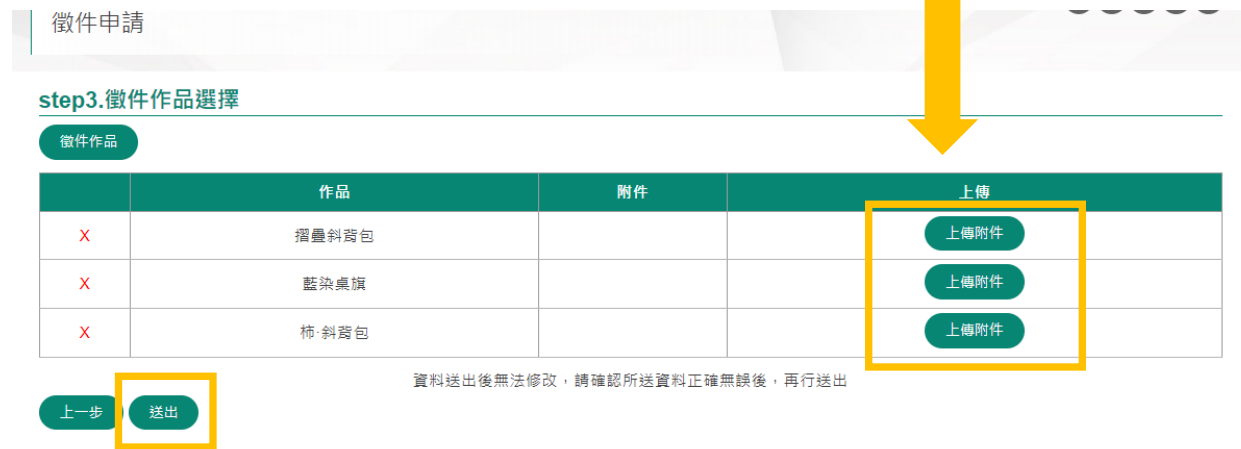 徵件申請
step3.徵件作品選擇
徵件作品
作品 附件 上傳
X 摺疊斜背包 上傳附件
X 藍染桌旗 上傳附件
X 柿·斜背包 上傳附件
資料送出後無法修改，請確認所送資料正確無誤後，再行送出
上一步 送出